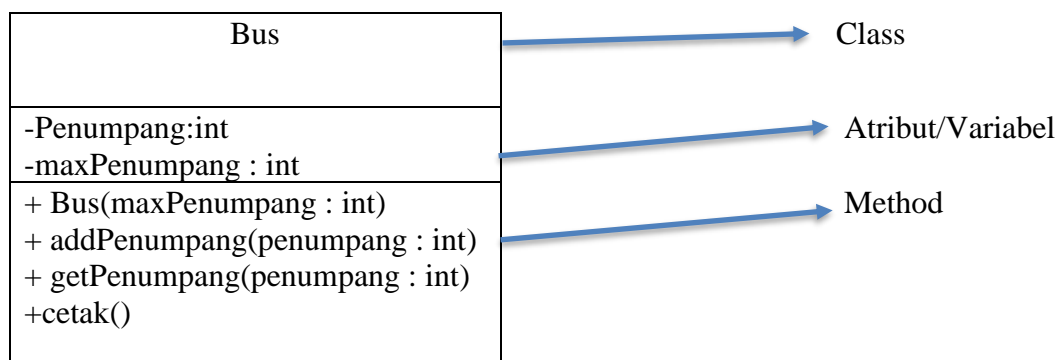 Bus
Class
-Penumpang:int
-maxPenumpang : int
Atribut/Variabel
+ Bus(maxPenumpang : int)
+ addPenumpang(penumpang : int)
+ getPenumpang(penumpang : int)
+cetak()
Method